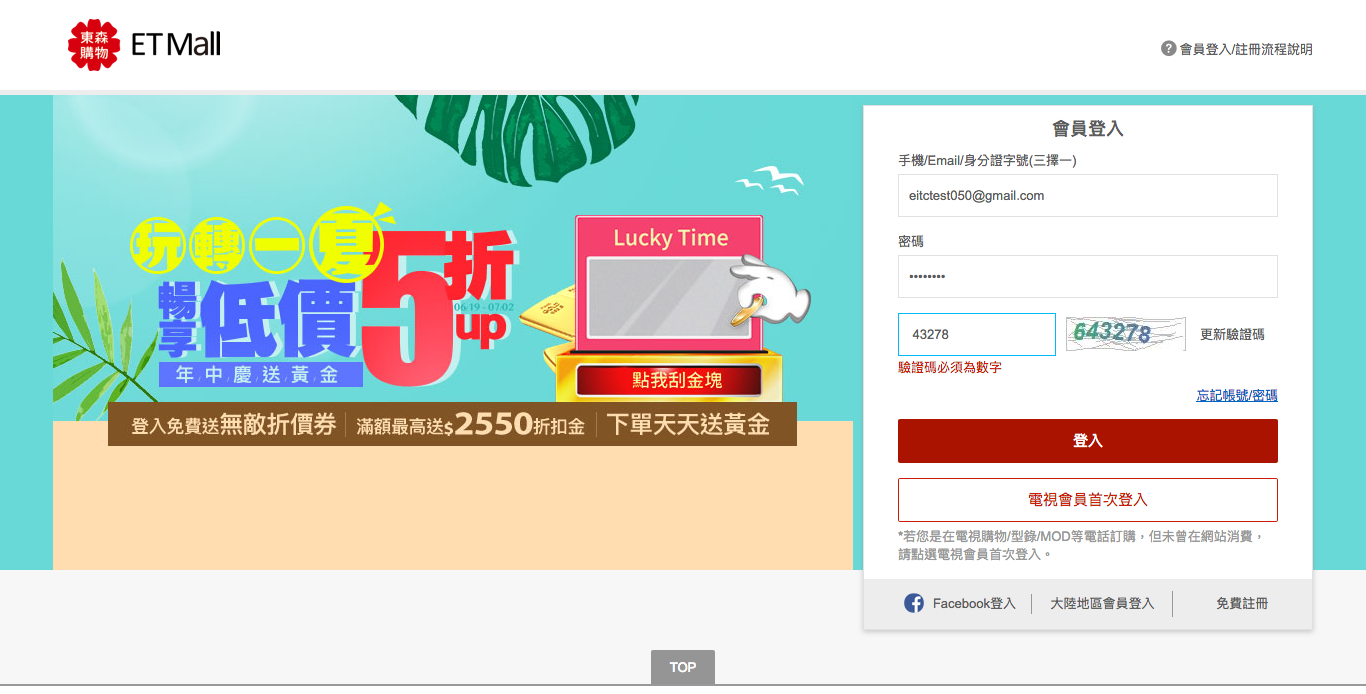 東森
購物
ET Mall
? 會員登入/註冊流程說明
玩轉一夏
暢享低價5折up
06/19 - 07/02
年中慶送黃金
Lucky Time
點我刮金塊
登入免費送無敵折價券
滿額最高送$2550折扣金
下單天天送黃金
會員登入
手機/Email/身分證字號(三擇一)
eitctest050@gmail.com
密碼
••••••••
43278
643278
更新驗證碼
驗證碼必須為數字
忘記帳號/密碼
登入
電視會員首次登入
*若您是在電視購物/型錄/MOD等電話訂購，但未曾在網站消費，
請點選電視會員首次登入。
Facebook登入
大陸地區會員登入
免費註冊
TOP